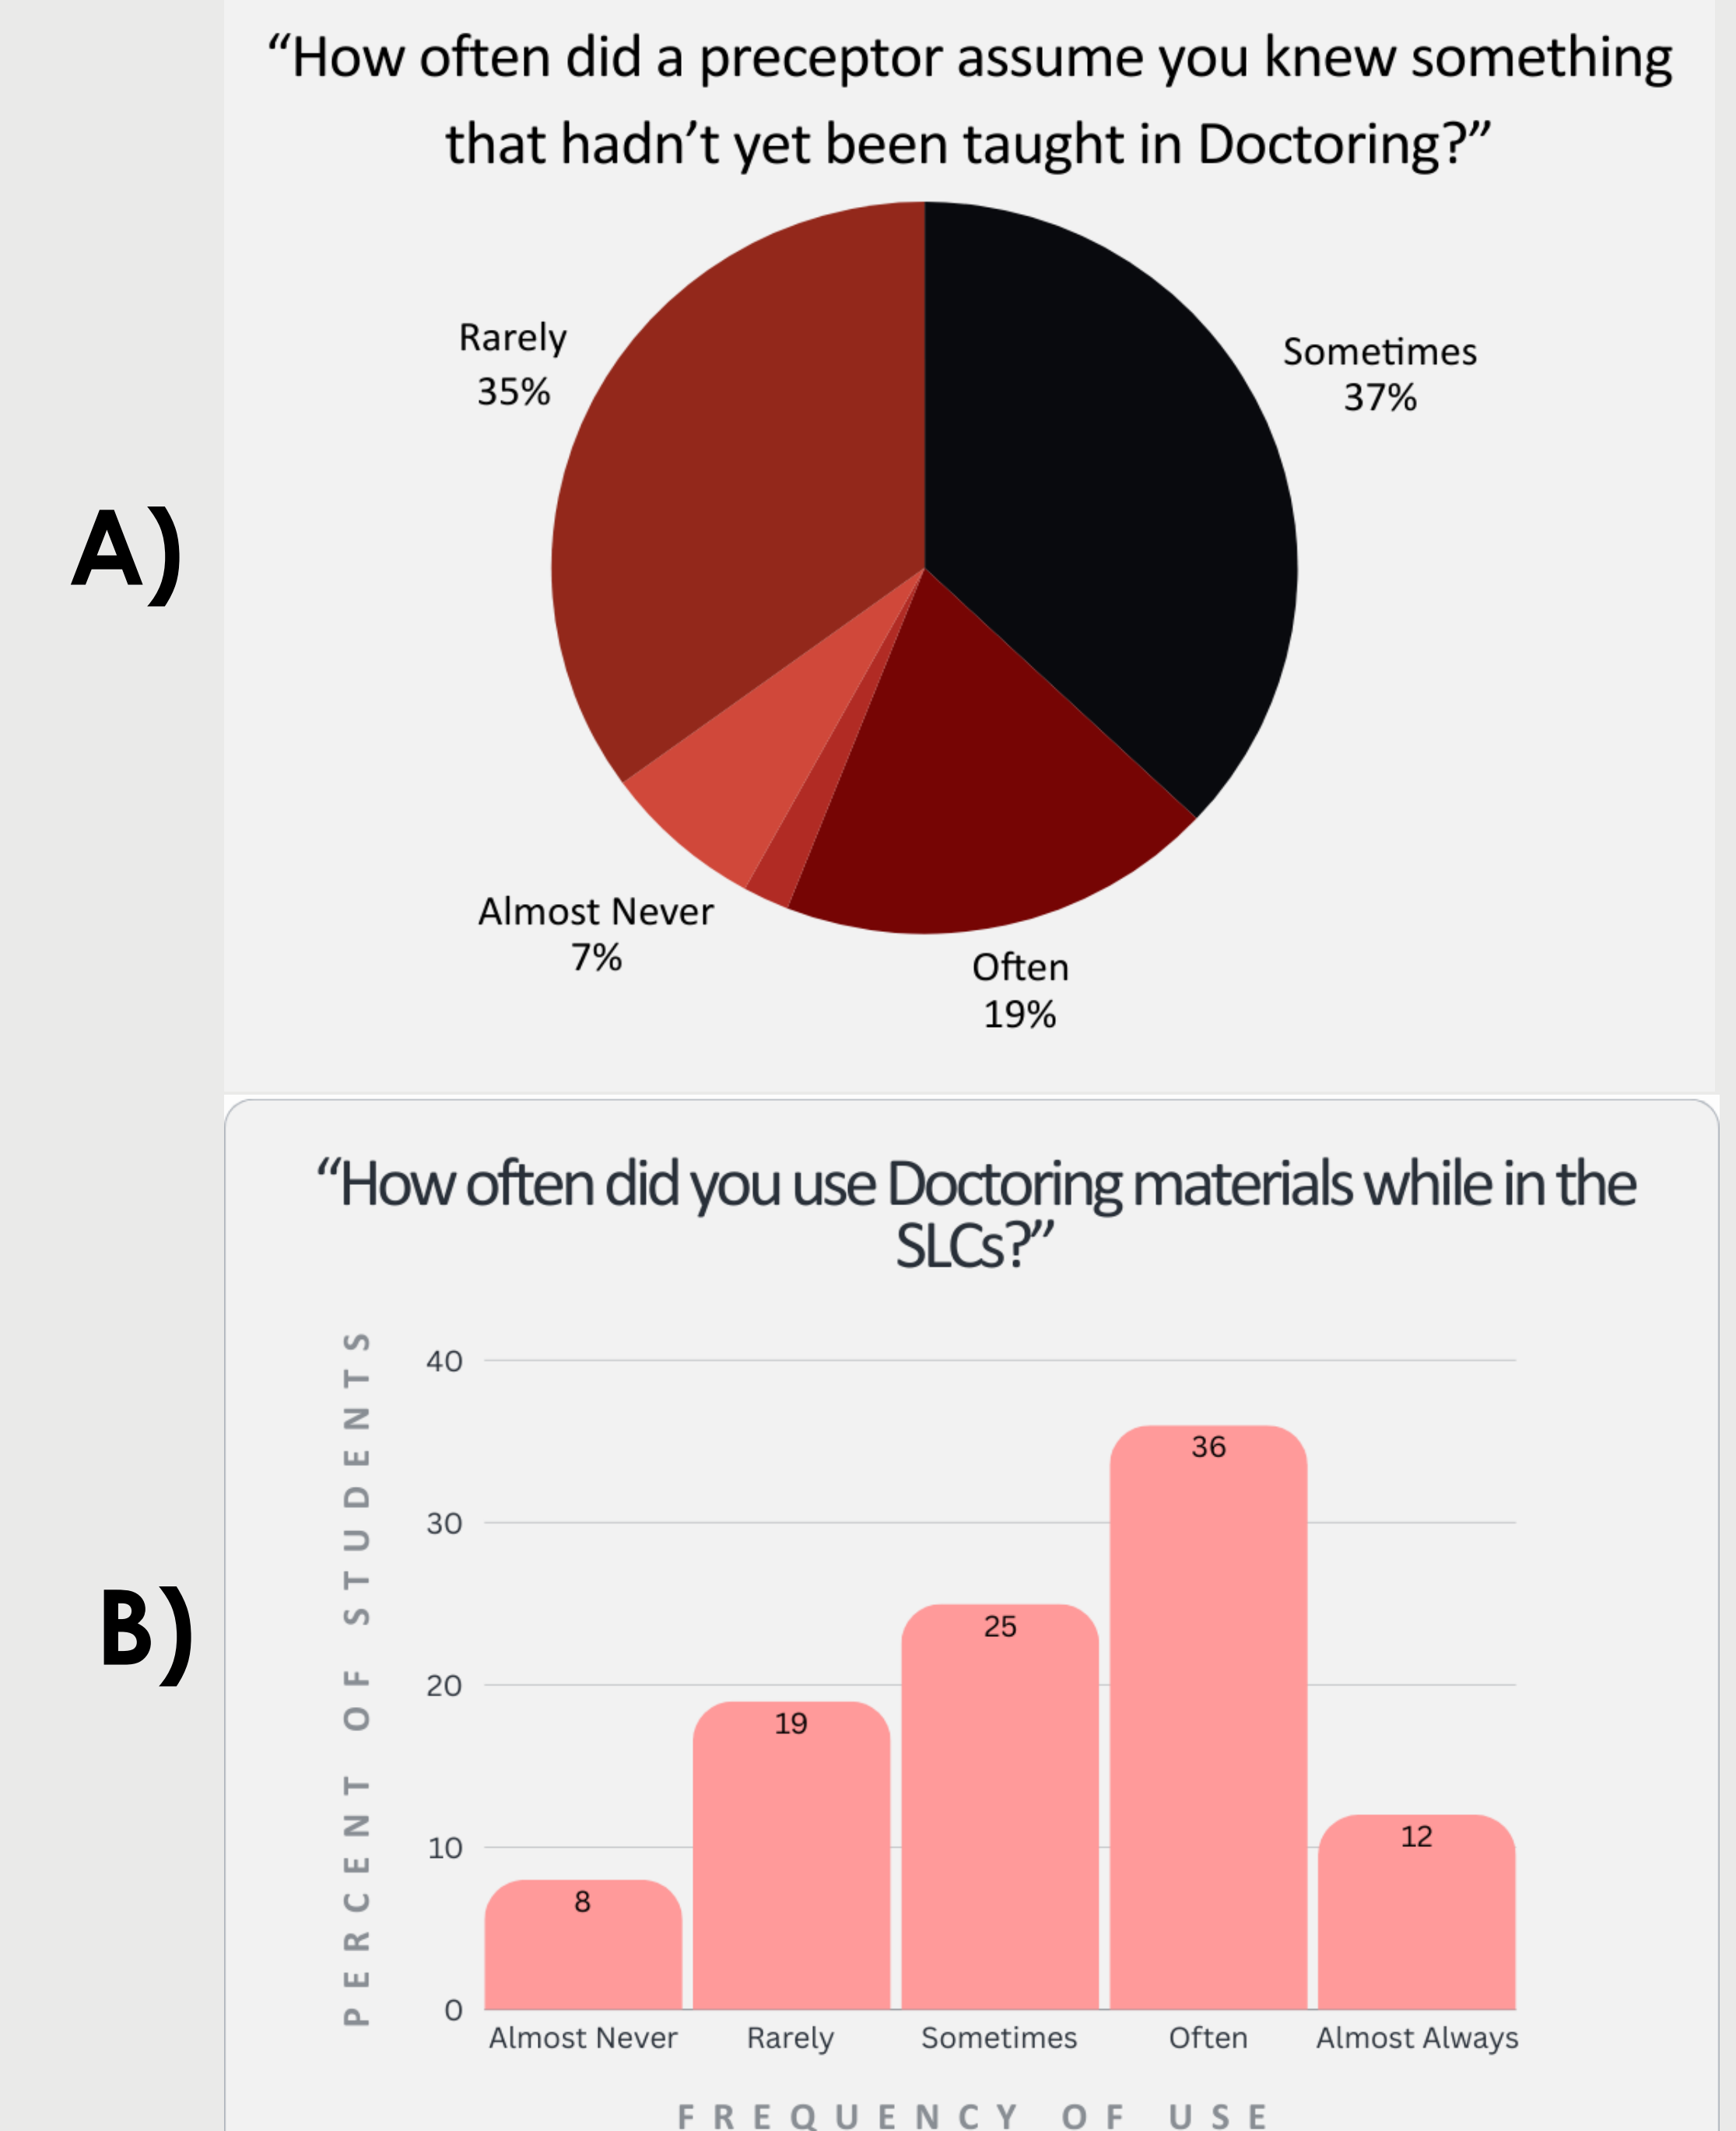 “How often did a preceptor assume you knew something
that hadn’t yet been taught in Doctoring?”
Rarely
35%
Sometimes
37%
A)
Almost Never
7%
Often
19%
“How often did you use Doctoring materials while in the
SLCs?”
PERCENT OF STUDENTS
40
30
20
10
0
36
25
19
12
8
B)
Almost Never
Rarely
Sometimes
Often
Almost Always
FREQUENCY OF USE